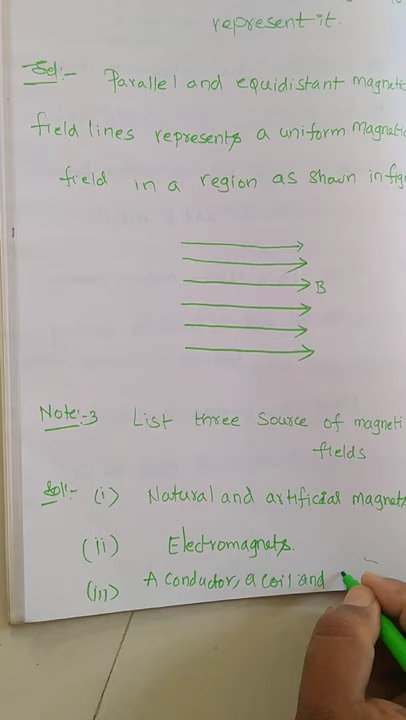 represent it.
Sol:- Parallel and equidistant magnetic
field lines represents a uniform magnetic
field in a region as shown in fig
B
Note:-3 List three Source of magneti
fields
Sol:- (i) Natural and artificial magnets
(ii) Electromagnets.
(iii) A conductor, a coil and